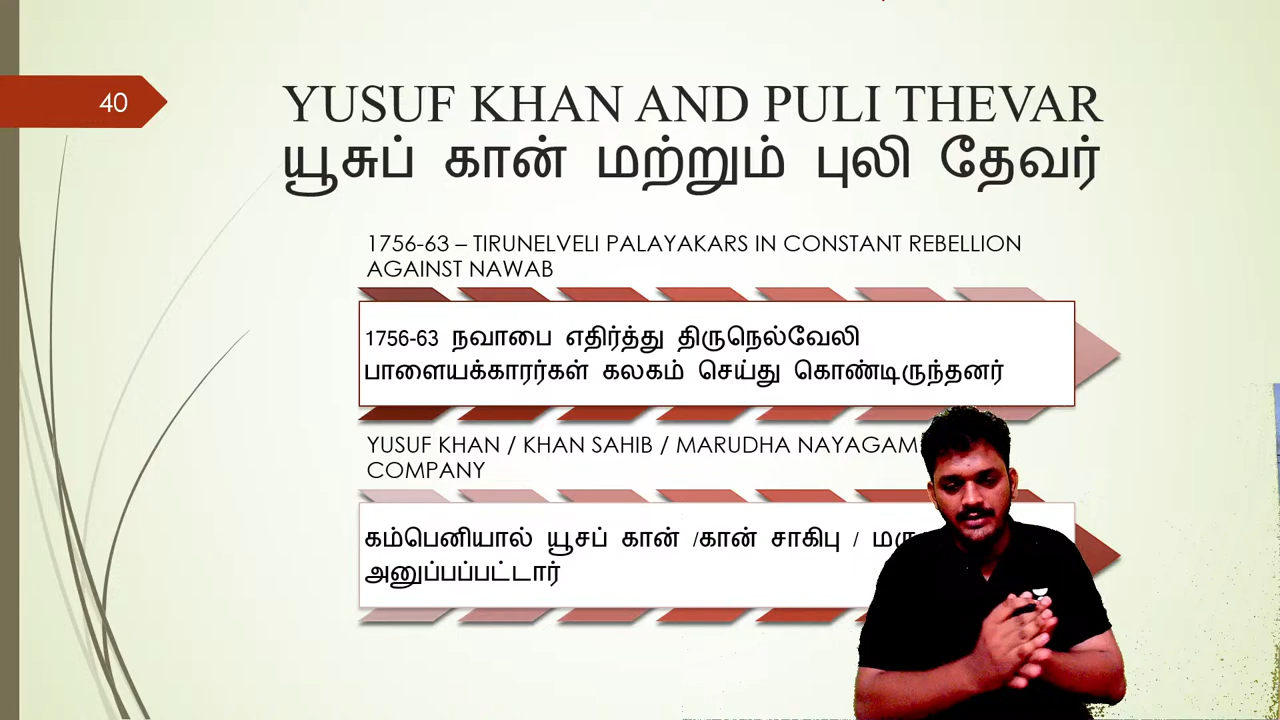 40
YUSUF KHAN AND PULI THEVAR
யூசுப் கான் மற்றும் புலி தேவர்
1756-63 – TIRUNELVELI PALAYAKARS IN CONSTANT REBELLION
AGAINST NAWAB
1756-63 நவாபை எதிர்த்து திருநெல்வேலி
பாளையக்காரர்கள் கலகம் செய்து கொண்டிருந்தனர்
YUSUF KHAN / KHAN SAHIB / MARUDHA NAYAGAM
COMPANY
கம்பெனியால் யூசப் கான் /கான் சாகிபு /
அனுப்பப்பட்டார்